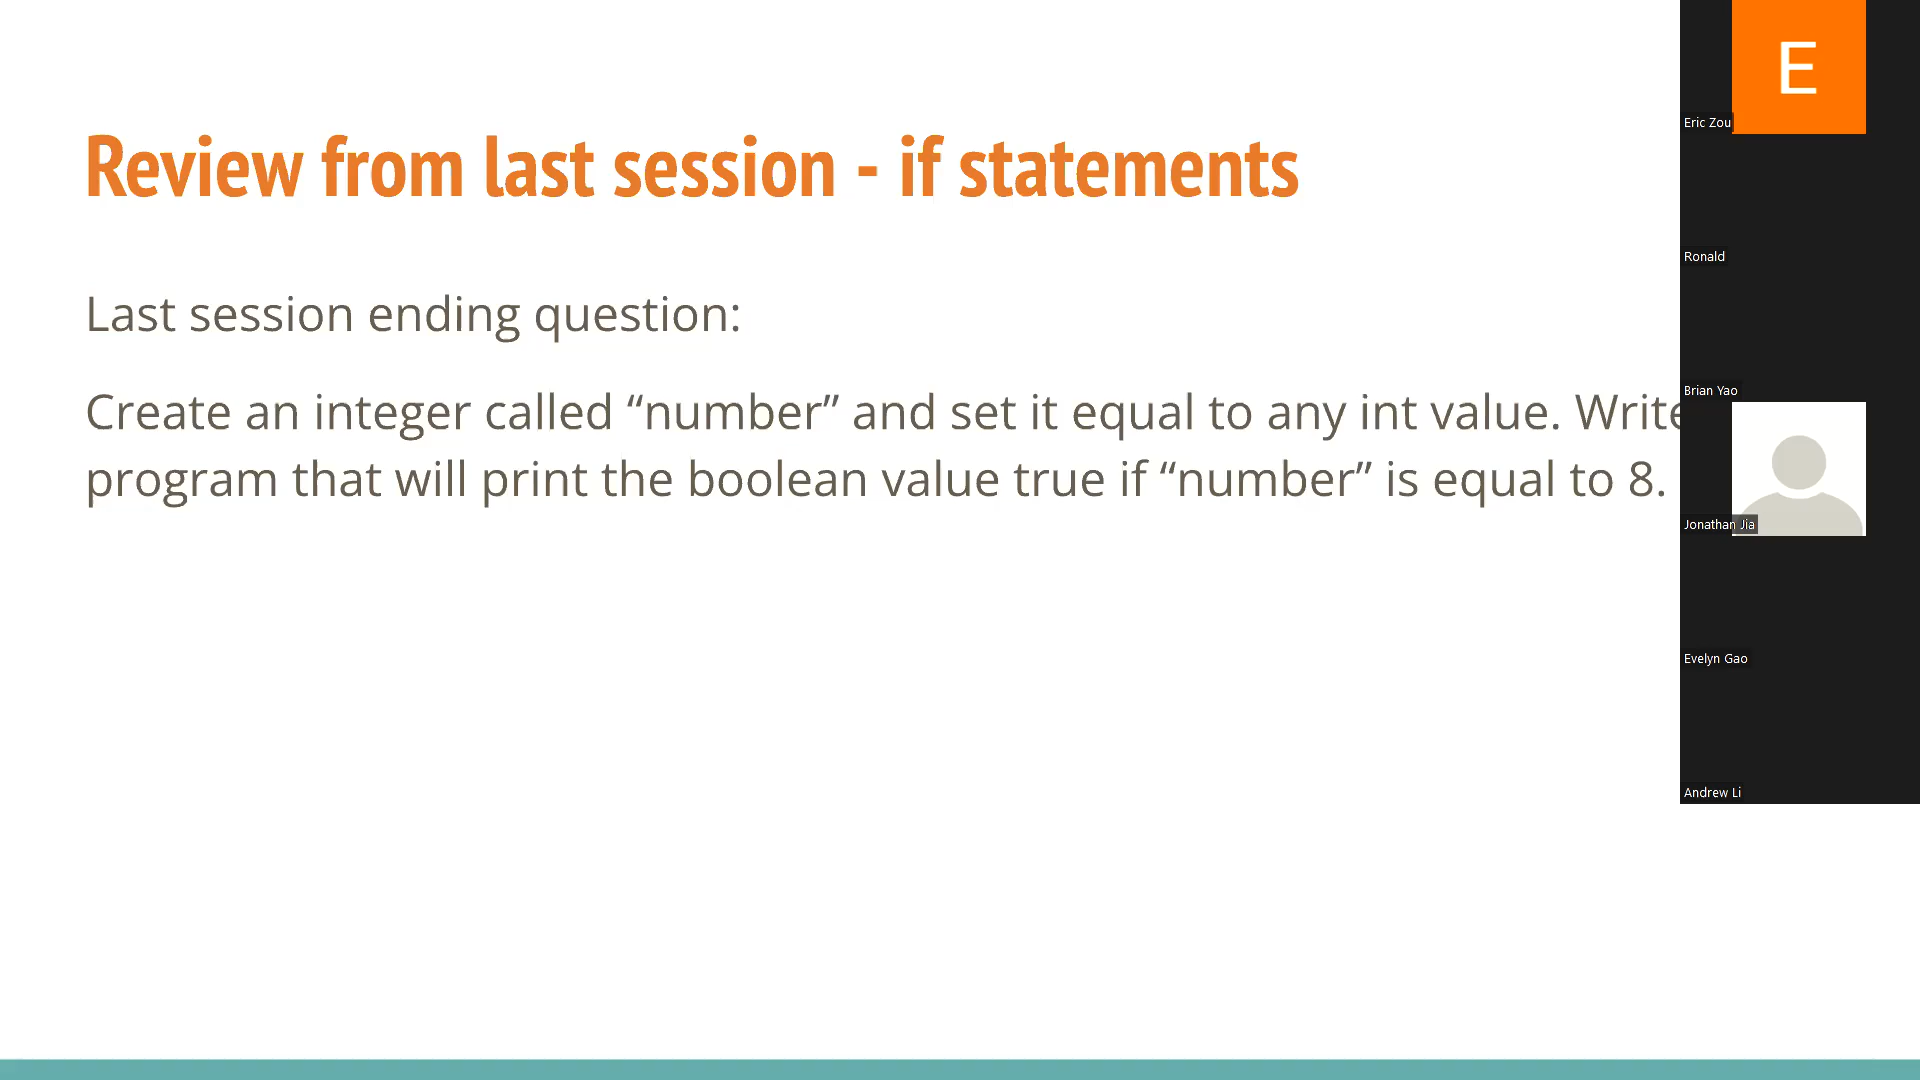 Review from last session - if statements
Last session ending question:
Create an integer called “number” and set it equal to any int value. Write
program that will print the boolean value true if “number” is equal to 8.
E
Eric Zou
Ronald
Brian Yao
Jonathan Jia
Evelyn Gao
Andrew Li